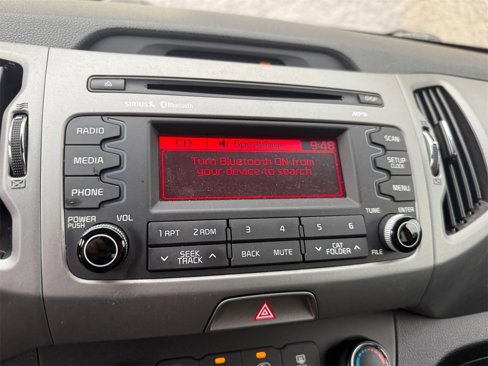 SIRIUS Bluetooth
DISP
MP3
RADIO
MEDIA
PHONE
POWER
PUSH
VOL
CD
9:48
Turn Bluetooth ON from
your device to search
SCAN
SETUP
CLOCK
MENU
TUNE
ENTER
FILE
1 RPT 2 RDM 3 4 5 6
SEEK
TRACK
BACK MUTE
CAT
FOLDER